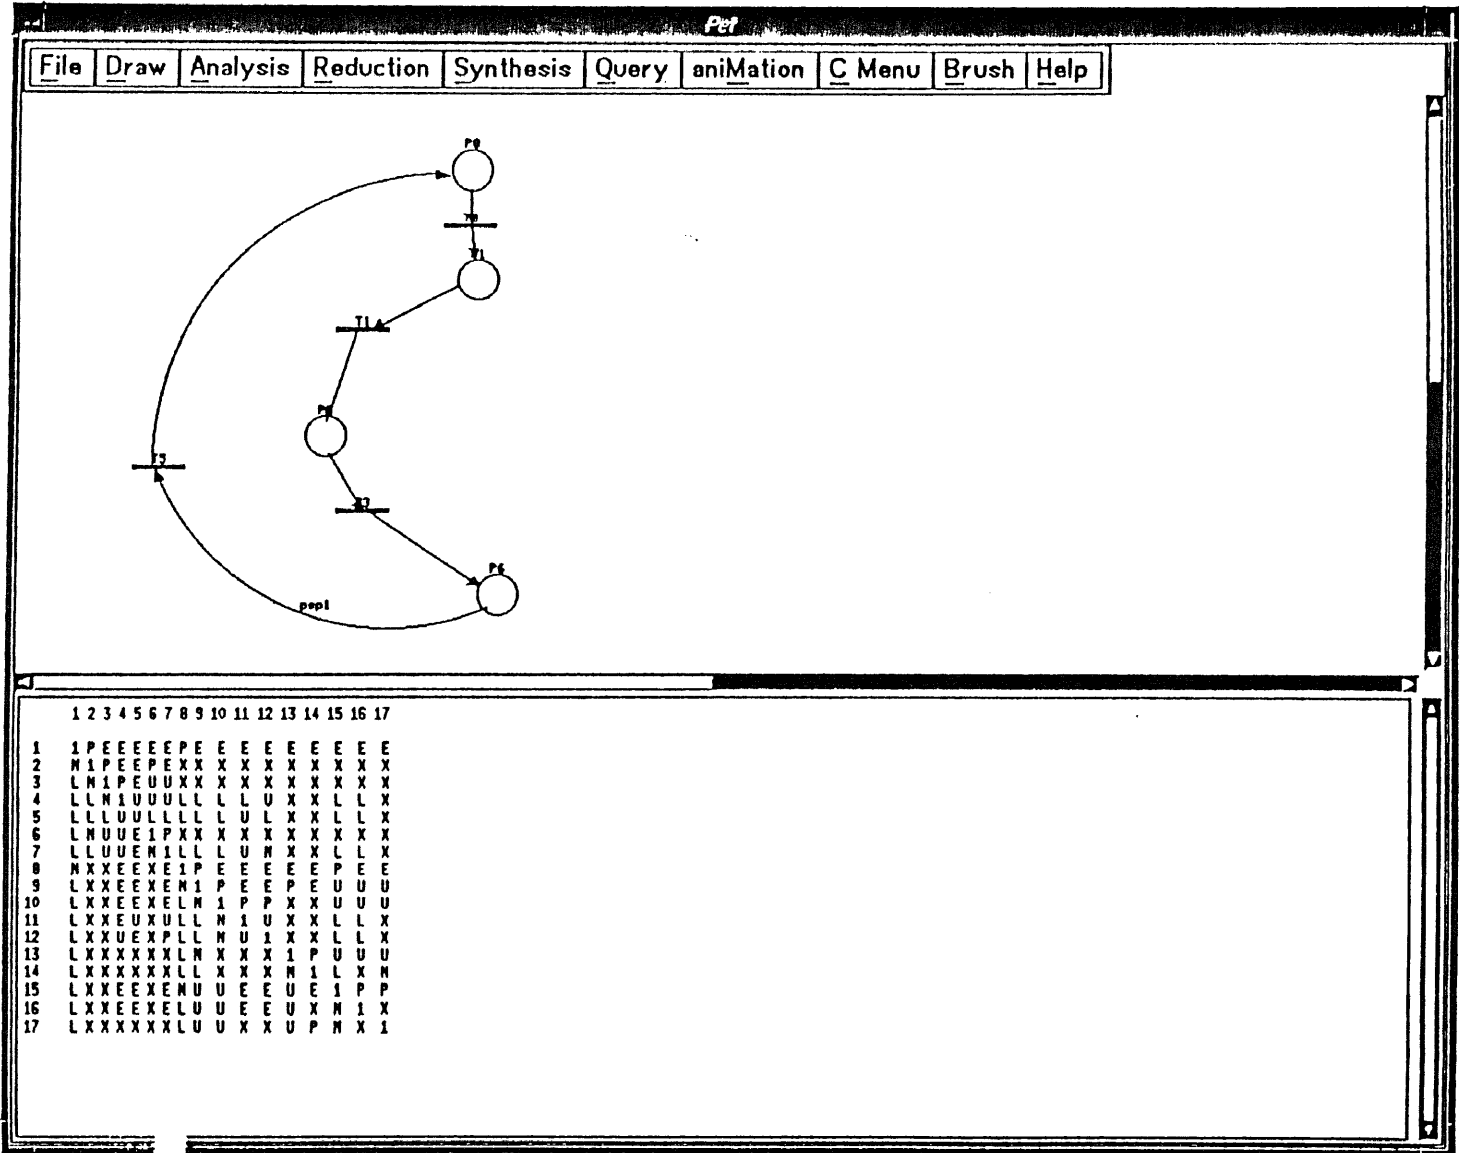 Pet
File Draw Analysis Reduction Synthesis Query aniMation C Menu Brush Help
T1
T5
P6
pop1
1 2 3 4 5 6 7 8 9 10 11 12 13 14 15 16 17
1 1 P E E E E E P E E E E E E E E E
2 N 1 P E E P E X X X X X X X X X X
3 L N 1 P E U U X X X X X X X X X X
4 L L N 1 U U U L L L L U X X L L X
5 L L L U U L L L L L U L X X L L X
6 L N U U E 1 P X X X X X X X X X X
7 L L U U E N 1 L L L U N X X L L X
8 N X X E E X E 1 P E E E E E P E E
9 L X X E E X E N 1 P E E P E U U U
10 L X X E E X E L N 1 P P X X U U U
11 L X X E U X U L L N 1 U X X L L X
12 L X X U E X P L L N U 1 X X L L X
13 L X X X X X X L N X X X 1 P U U U
14 L X X X X X X L L X X X N 1 L X N
15 L X X E E X E N U U E E U E 1 P P
16 L X X E E X E L U U E E U X N 1 X
17 L X X X X X X L U U X X U P N X 1